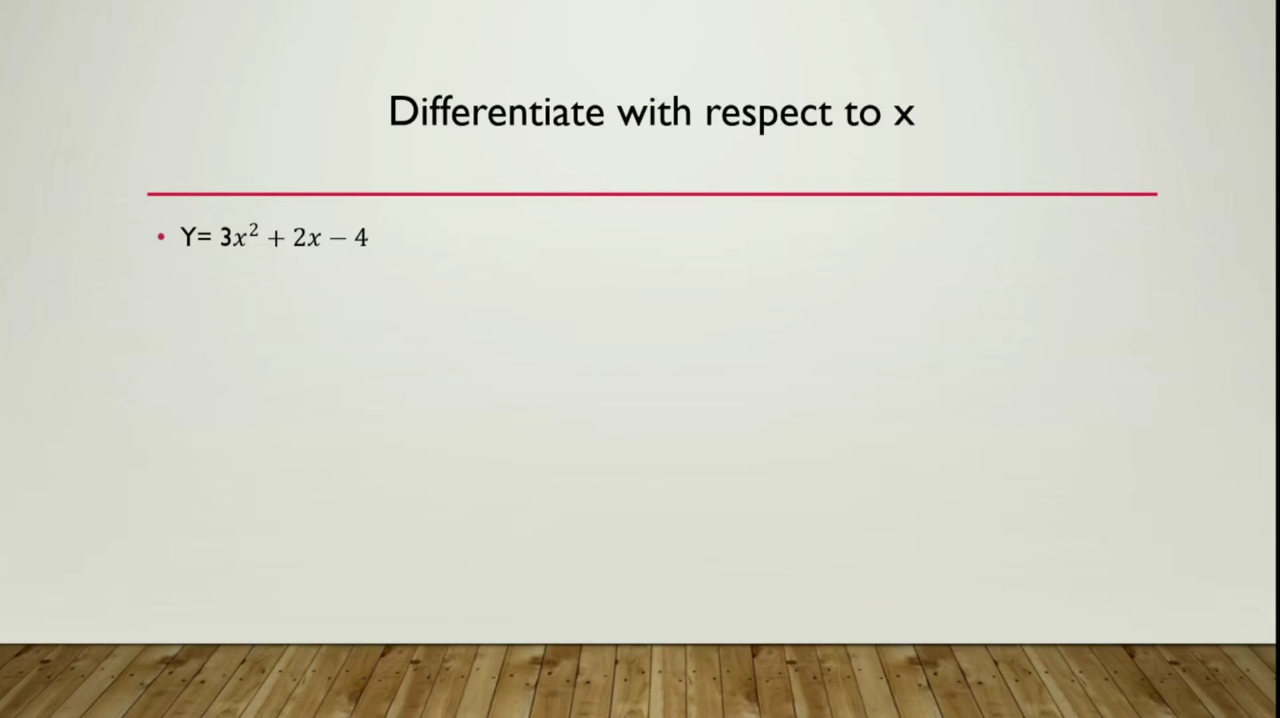 Differentiate with respect to x
• Y= 3x² + 2x − 4